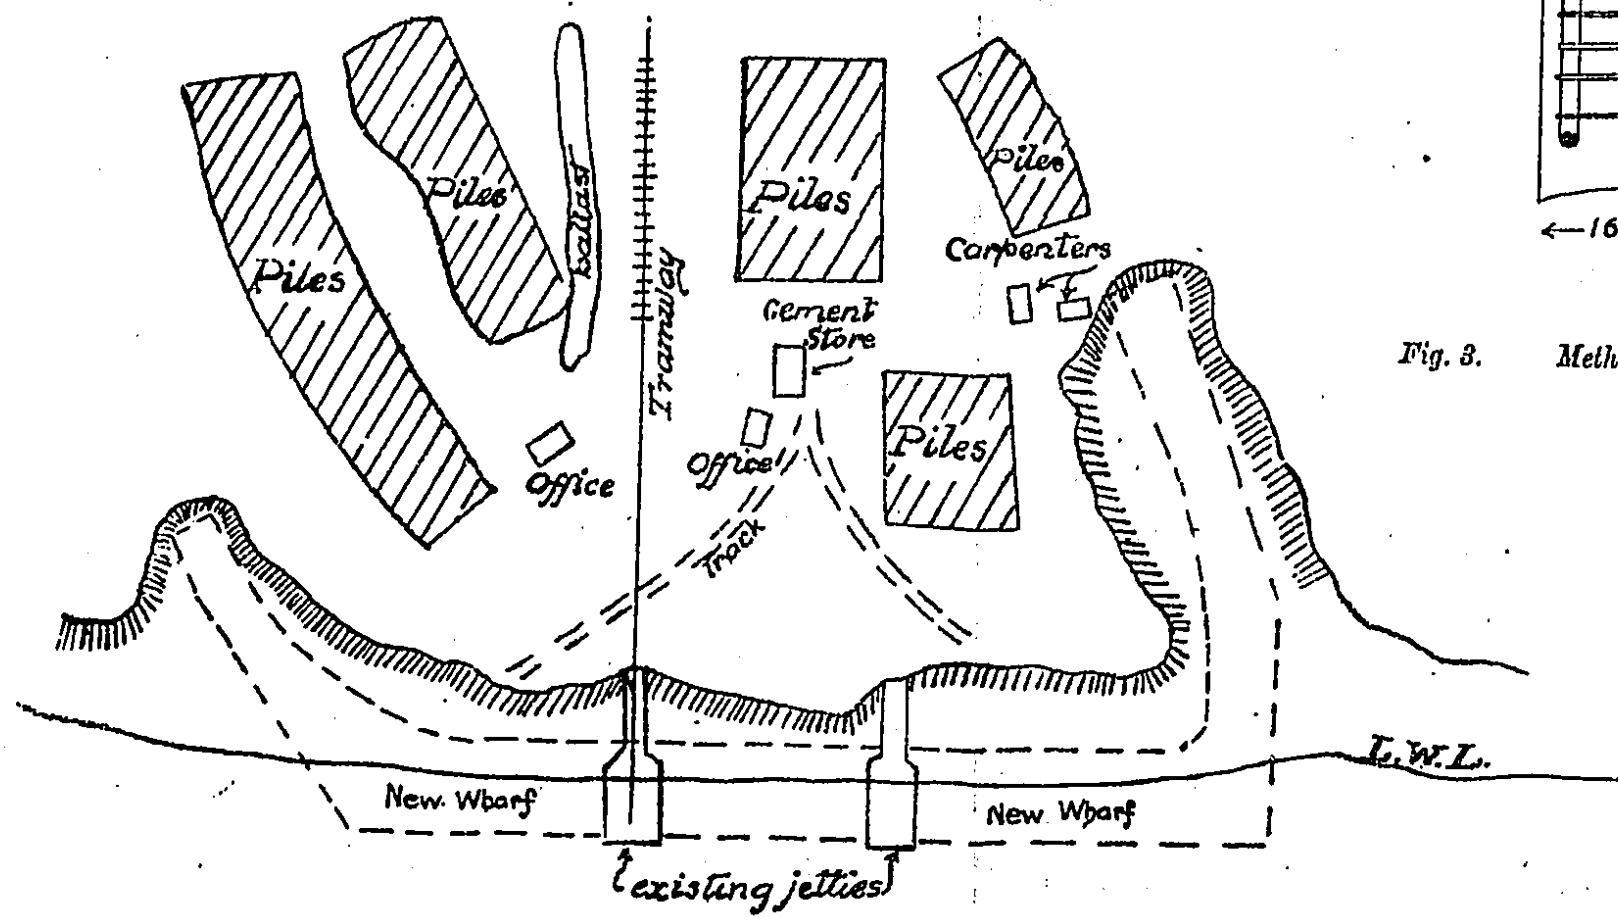 Piles
Piles
ballast
Tramway
Piles
Piles
Carpenters
Cement
Store
Office
Office
Piles
Track
Fig. 3.
←16
L.W.L.
New Wharf
New Wharf
existing jetties